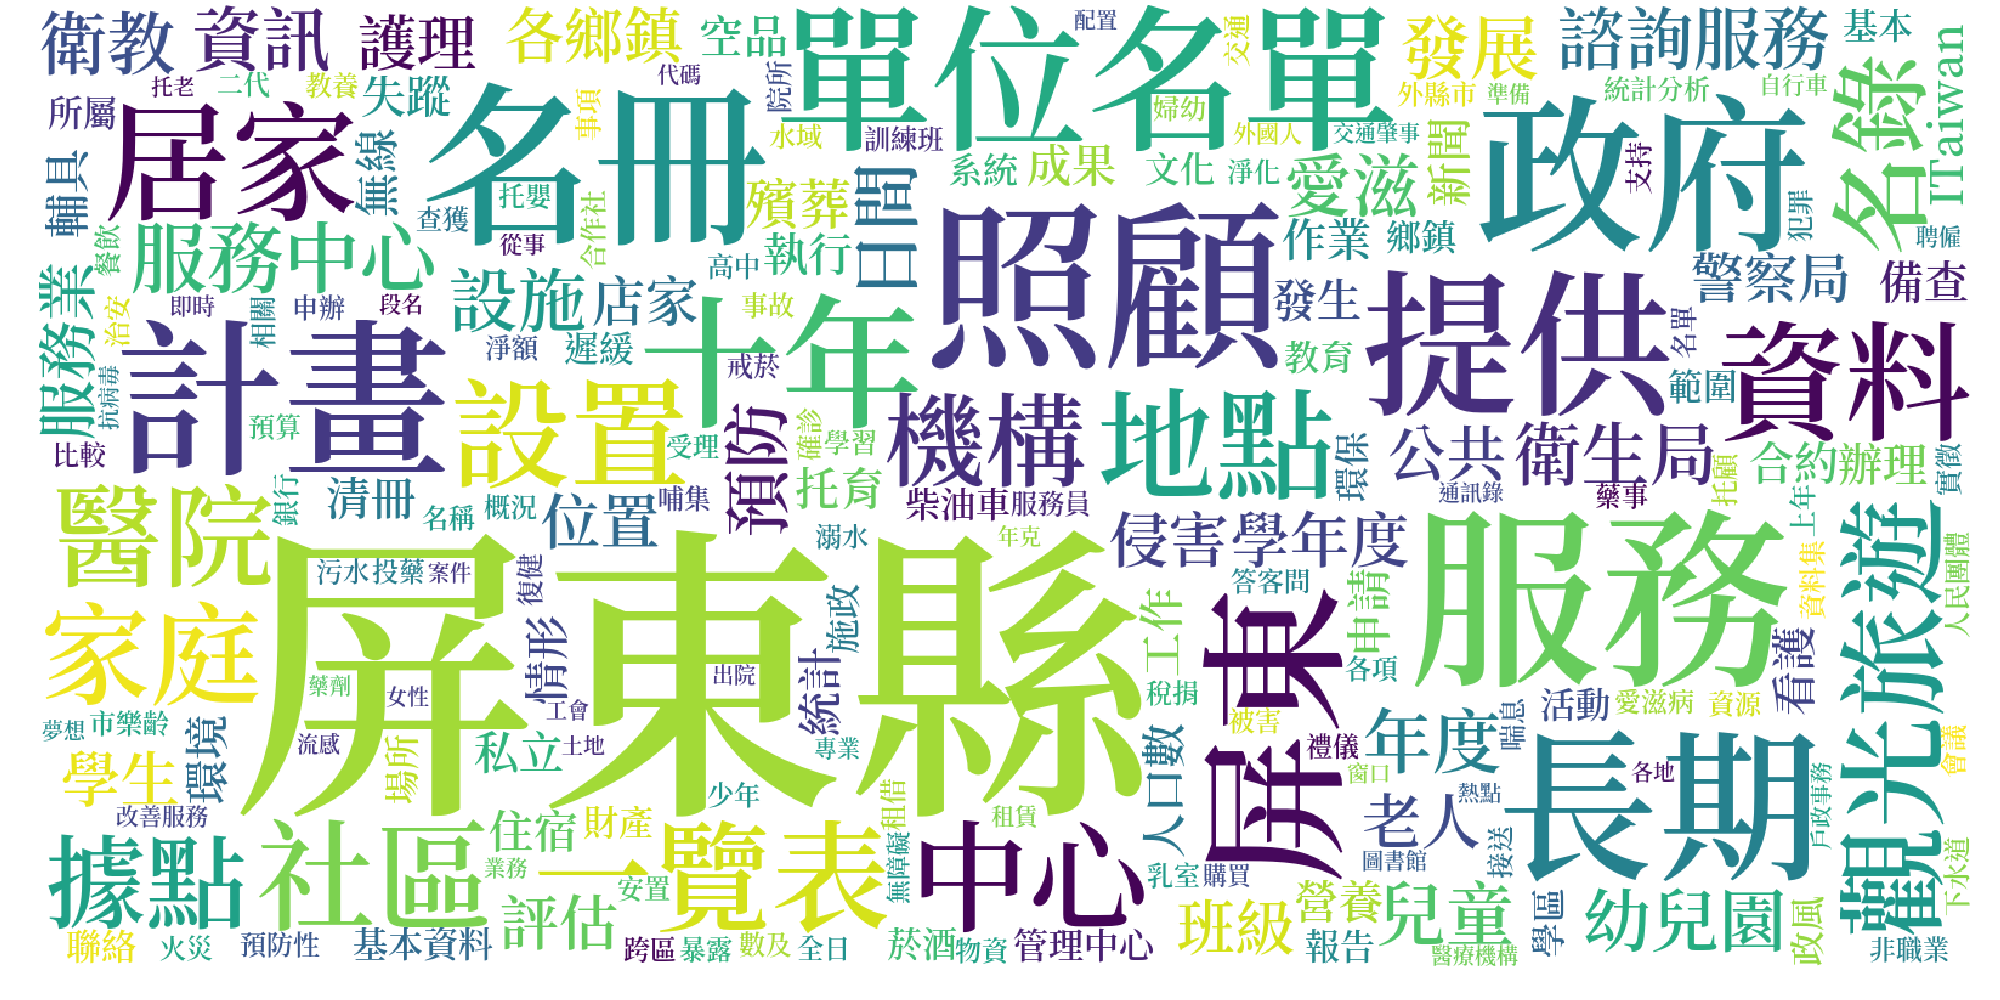 衛教
資訊
護理
各鄉鎮
空品
配置
單位名單
交通
發展
諮詢服務
基本
ITaiwan
托老
二代
教養
失蹤
代碼
院所
外縣市
準備
統計分析
自行車
名錄
所屬
居家
無線
名冊
事項
水域
訓練班
婦幼
外國人
交通肇事
新聞
政府
支持
輔具
托嬰
殯葬
日間
系統
成果
文化
淨化
愛滋
犯罪
餐飲
服務中心
查獲
從事
合作社
執行
高中
照顧
作業
鄉鎮
警察局
聘僱
備查
服務業
治安
即時
相關
申辦
段名
設施
店家
事故
發生
提供
名單
淨額
遲緩
十年
戒菸
教育
範圍
資料
抗病毒
計畫
設置
預防
機構
地點
公共
衛生局
合約辦理
實徵
比較
預算
受理
確診
學習
環保
托育
通訊錄
藥事
托顧
上年
醫院
銀行
清冊
名稱
概況
位置
哺集
柴油車
服務員
侵害
學年度
觀光旅遊
污水
投藥
案件
復健
溺水
年克
答客問
屏東
申請
服務
資料集
人民團體
家庭
屏東縣
情形
施政
工作
各項
看護
藥劑
女性
出院
統計
稅捐
活動
愛滋病
資源
夢想
市樂齡
環境
流感
工會
土地
私立
專業
人口數
被害
禮儀
年度
喘息
長期
會議
學生
場所
少年
租借
租賃
窗口
老人
熱點
各地
戶政事務
改善服務
據點
社區
住宿
財產
業務
一覽表
安置
無障礙
中心
乳室
購買
圖書館
接送
下水道
評估
班級
營養
兒童
學區
幼兒園
政風
聯絡
火災
預防性
基本資料
跨區
暴露
數及
全日
菸酒
物資
管理中心
報告
醫療機構
非職業